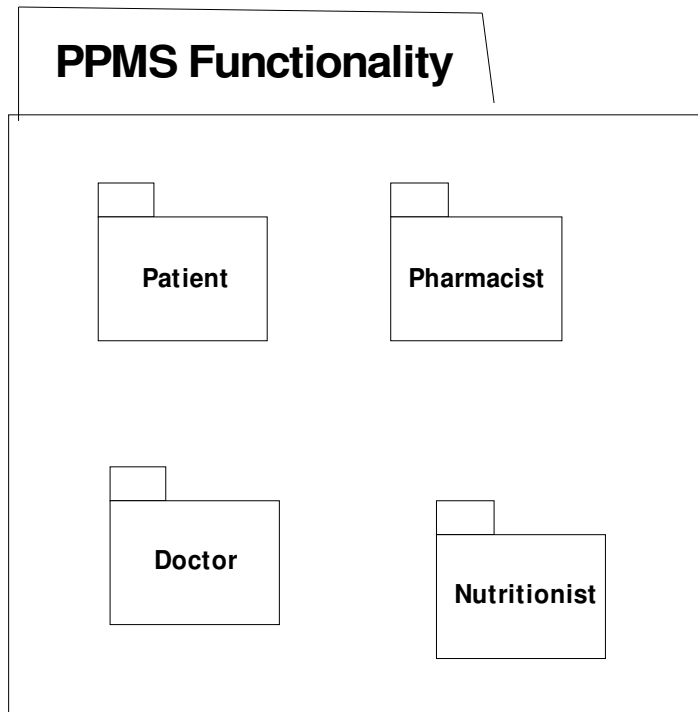 PPMS Functionality
Patient
Pharmacist
Doctor
Nutritionist